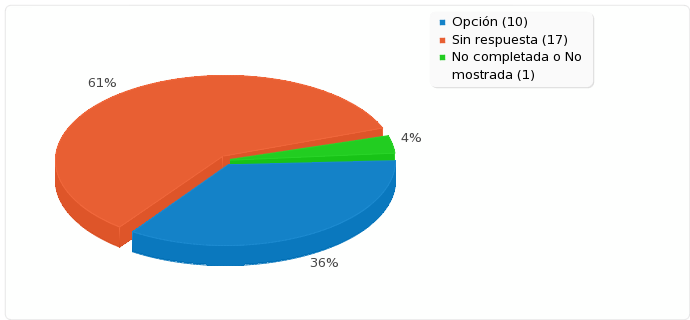 Opción (10)
Sin respuesta (17)
No completada o No
mostrada (1)
61%
4%
36%